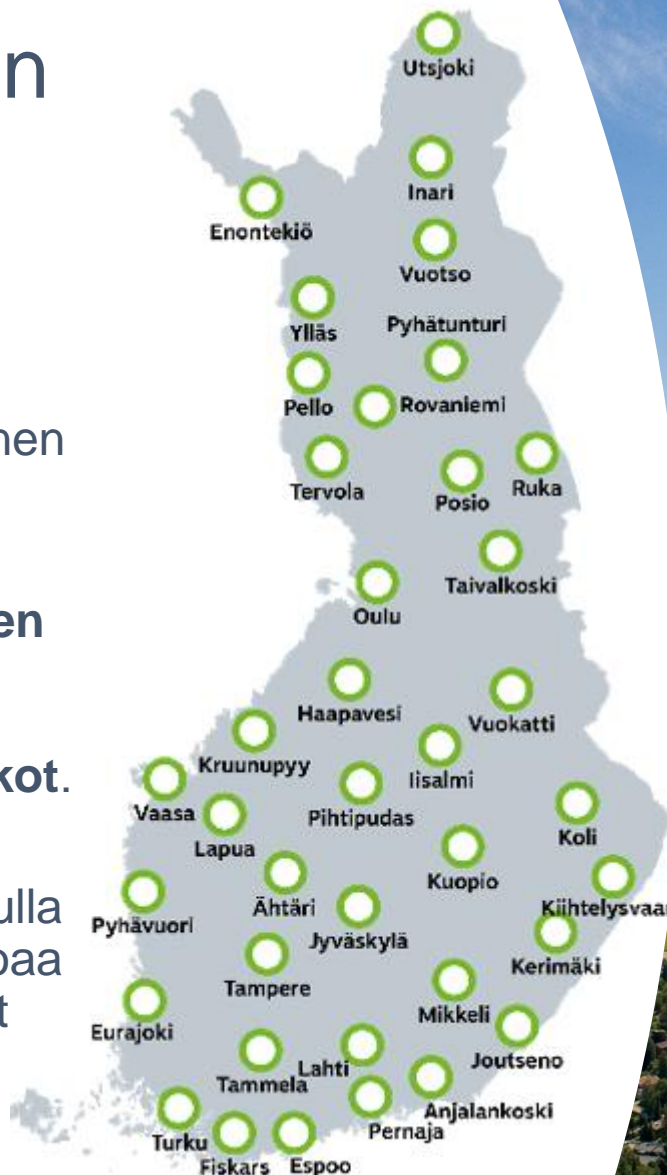 n
Utsjoki
Inari
Enontekiö
Vuotso
Ylläs
Pyhätunturi
Pello
Rovaniemi
nen
Tervola
Posio
Ruka
Taivalkoski
Oulu
en
Haapavesi
Vuokatti
Kruunupyy
Iisalmi
kot.
Vaasa
Pihtipudas
Lapua
Koli
Kuopio
ulla
Pyhävuori
Ähtäri
Kiihtelysvaar
Jyväskylä
Kerimäki
Tampere
Mikkeli
t
Eurajoki
Joutseno
Lahti
Tammela
Anjalankoski
Pernaja
Turku
Fiskars
Espoo